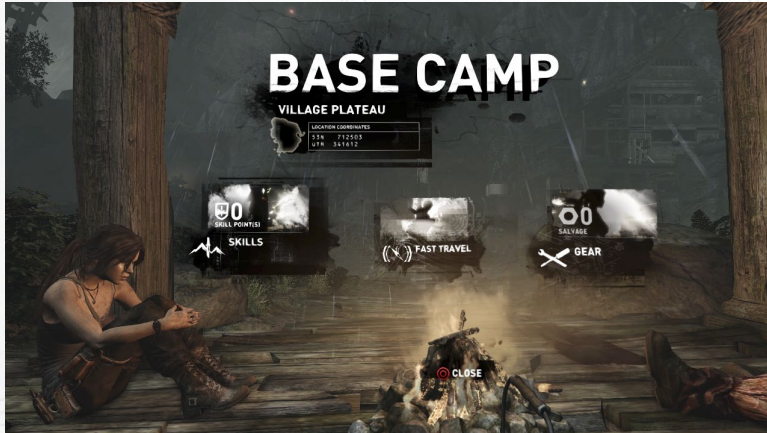 BASE CAMP
VILLAGE PLATEAU
LOCATION COORDINATES
53N 712503
UTM 341612
0
SKILL POINT(S)
SKILLS
FAST TRAVEL
0
SALVAGE
GEAR
CLOSE